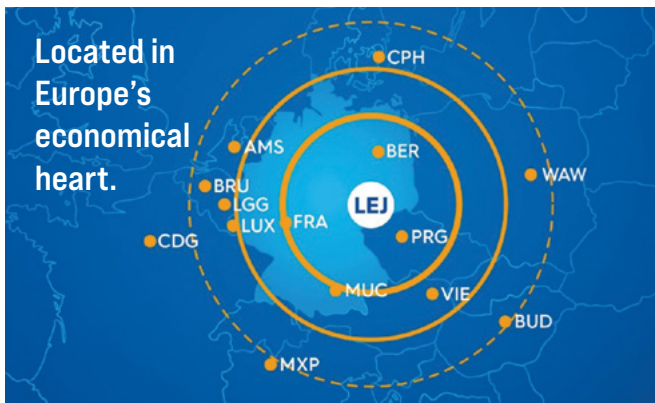 Located in
Europe's
economical
heart.
CPH
AMS
BER
BRU
WAW
LGG
LEJ
FRA
LUX
PRG
CDG
MUC
VIE
BUD
MXP